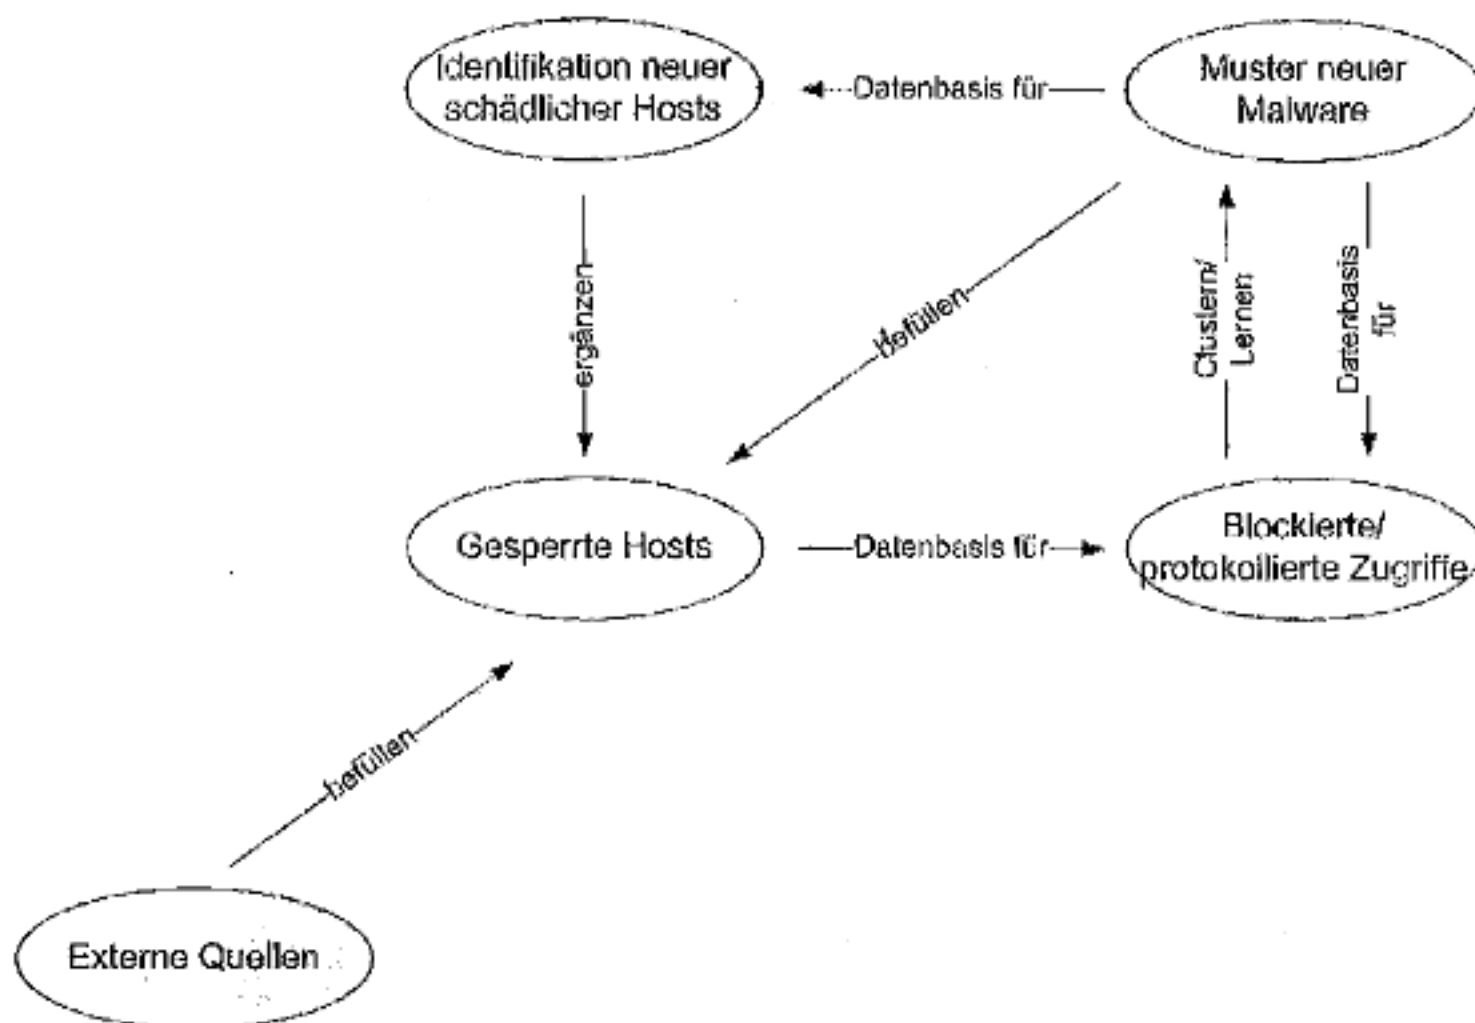 Identifikation neuer
schädlicher Hosts
Datenbasis für
Muster neuer
Malware
ergänzen
befüllen
Clustern/
Lernen
Datenbasis
für
Gesperrte Hosts
Datenbasis für
Blockierte/
protokollierte Zugriffe
befüllen
Externe Quellen